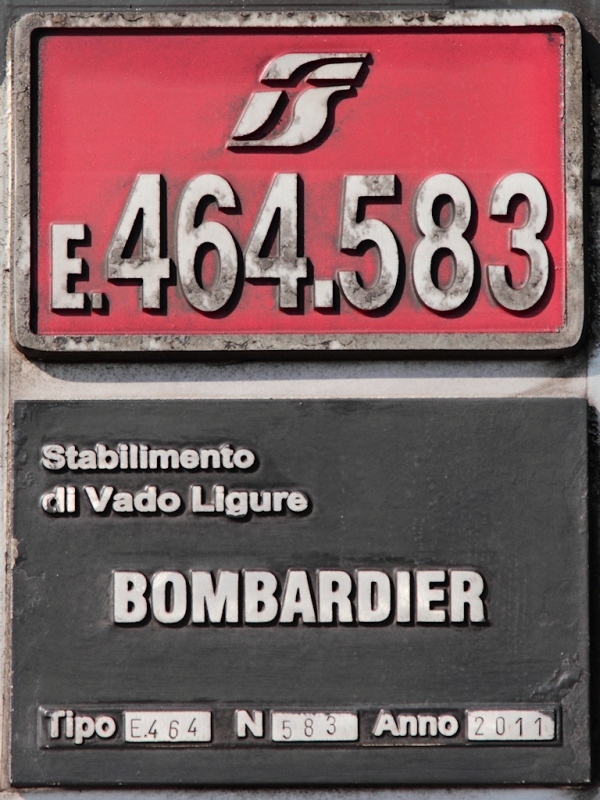 E.464.583
Stabilimento
di Vado Ligure
BOMBARDIER
Tipo E.464 N 583 Anno 2011